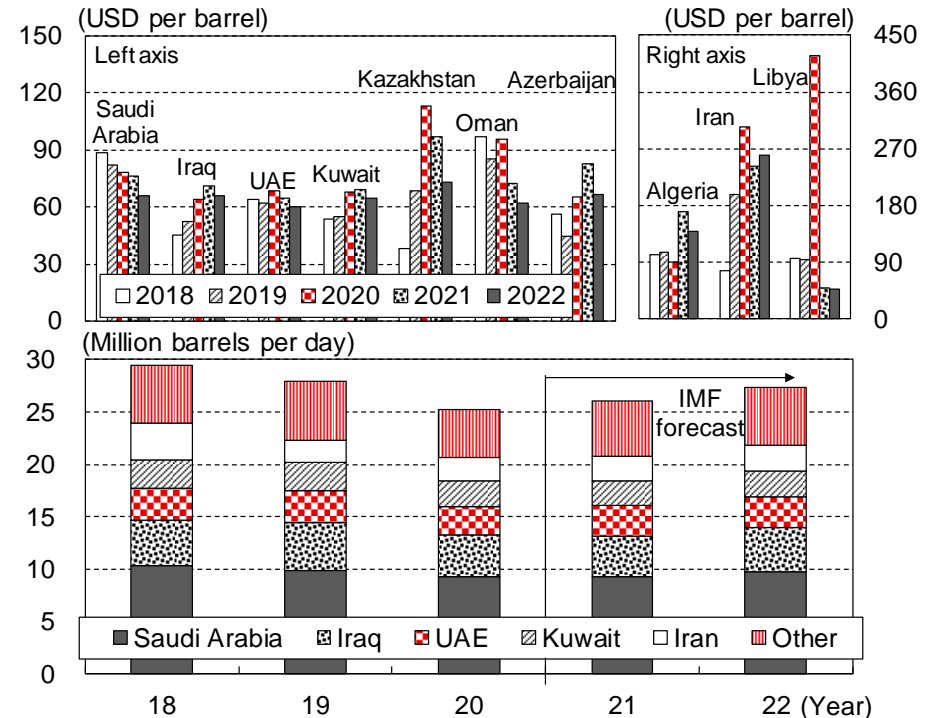 (USD per barrel)
(USD per barrel)
150
120
90
60
30
0
Left axis
Saudi
Arabia
Iraq
UAE
Kuwait
Kazakhstan
Oman
Azerbaijan
2018 2019 2020 2021 2022
Right axis
Algeria
Iran
Libya
450
360
270
180
90
0
(Million barrels per day)
30
25
20
15
10
5
0
IMF
forecast
Saudi Arabia Iraq UAE Kuwait Iran Other
18 19 20 21 22 (Year)